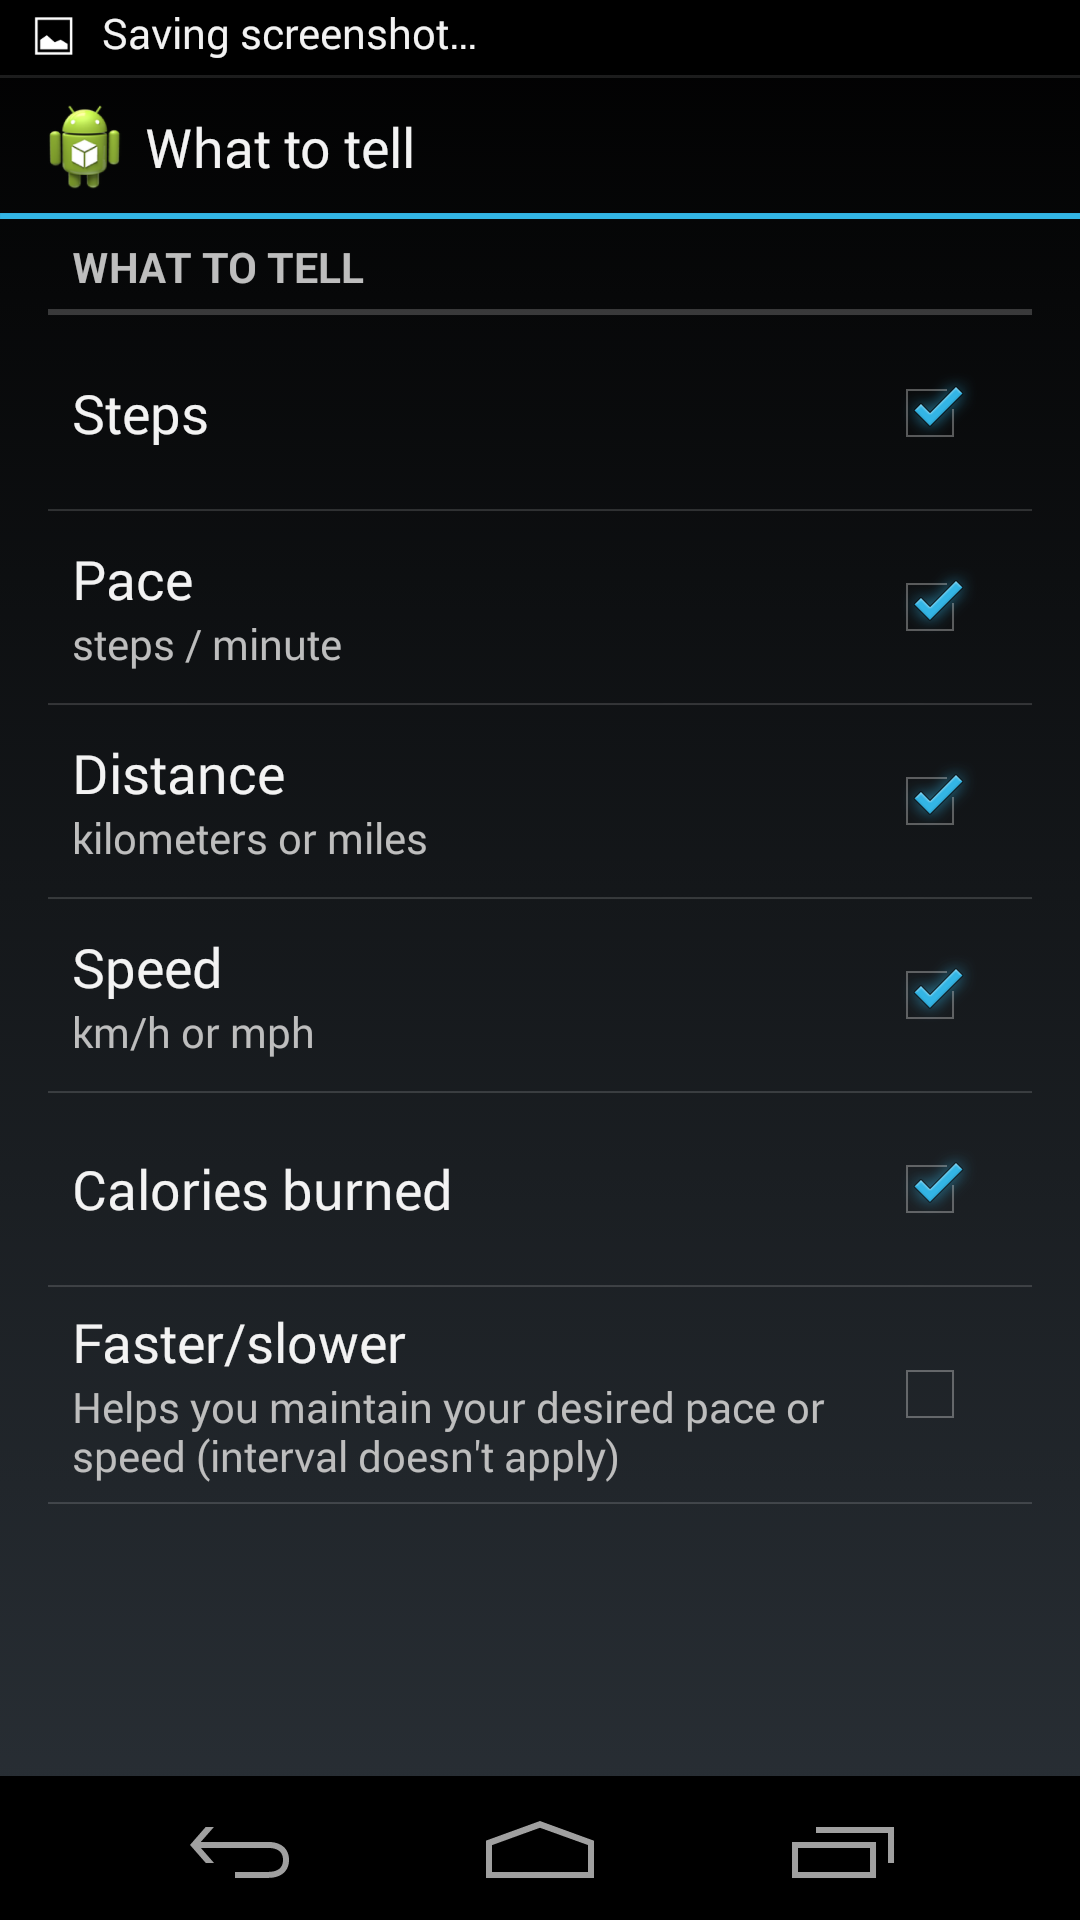 Saving screenshot...
What to tell
WHAT TO TELL
Steps
Pace
steps / minute
Distance
kilometers or miles
Speed
km/h or mph
Calories burned
Faster/slower
Helps you maintain your desired pace or
speed (interval doesn't apply)